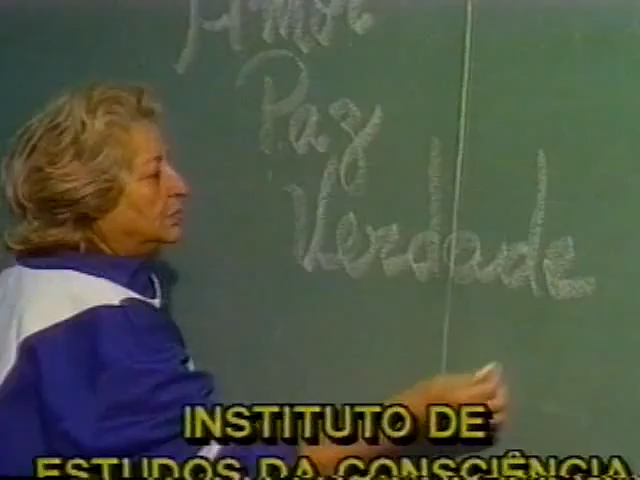 Amor
Paz
Verdade
INSTITUTO DE
ESTUDOS DA CONSCIÊNCIA